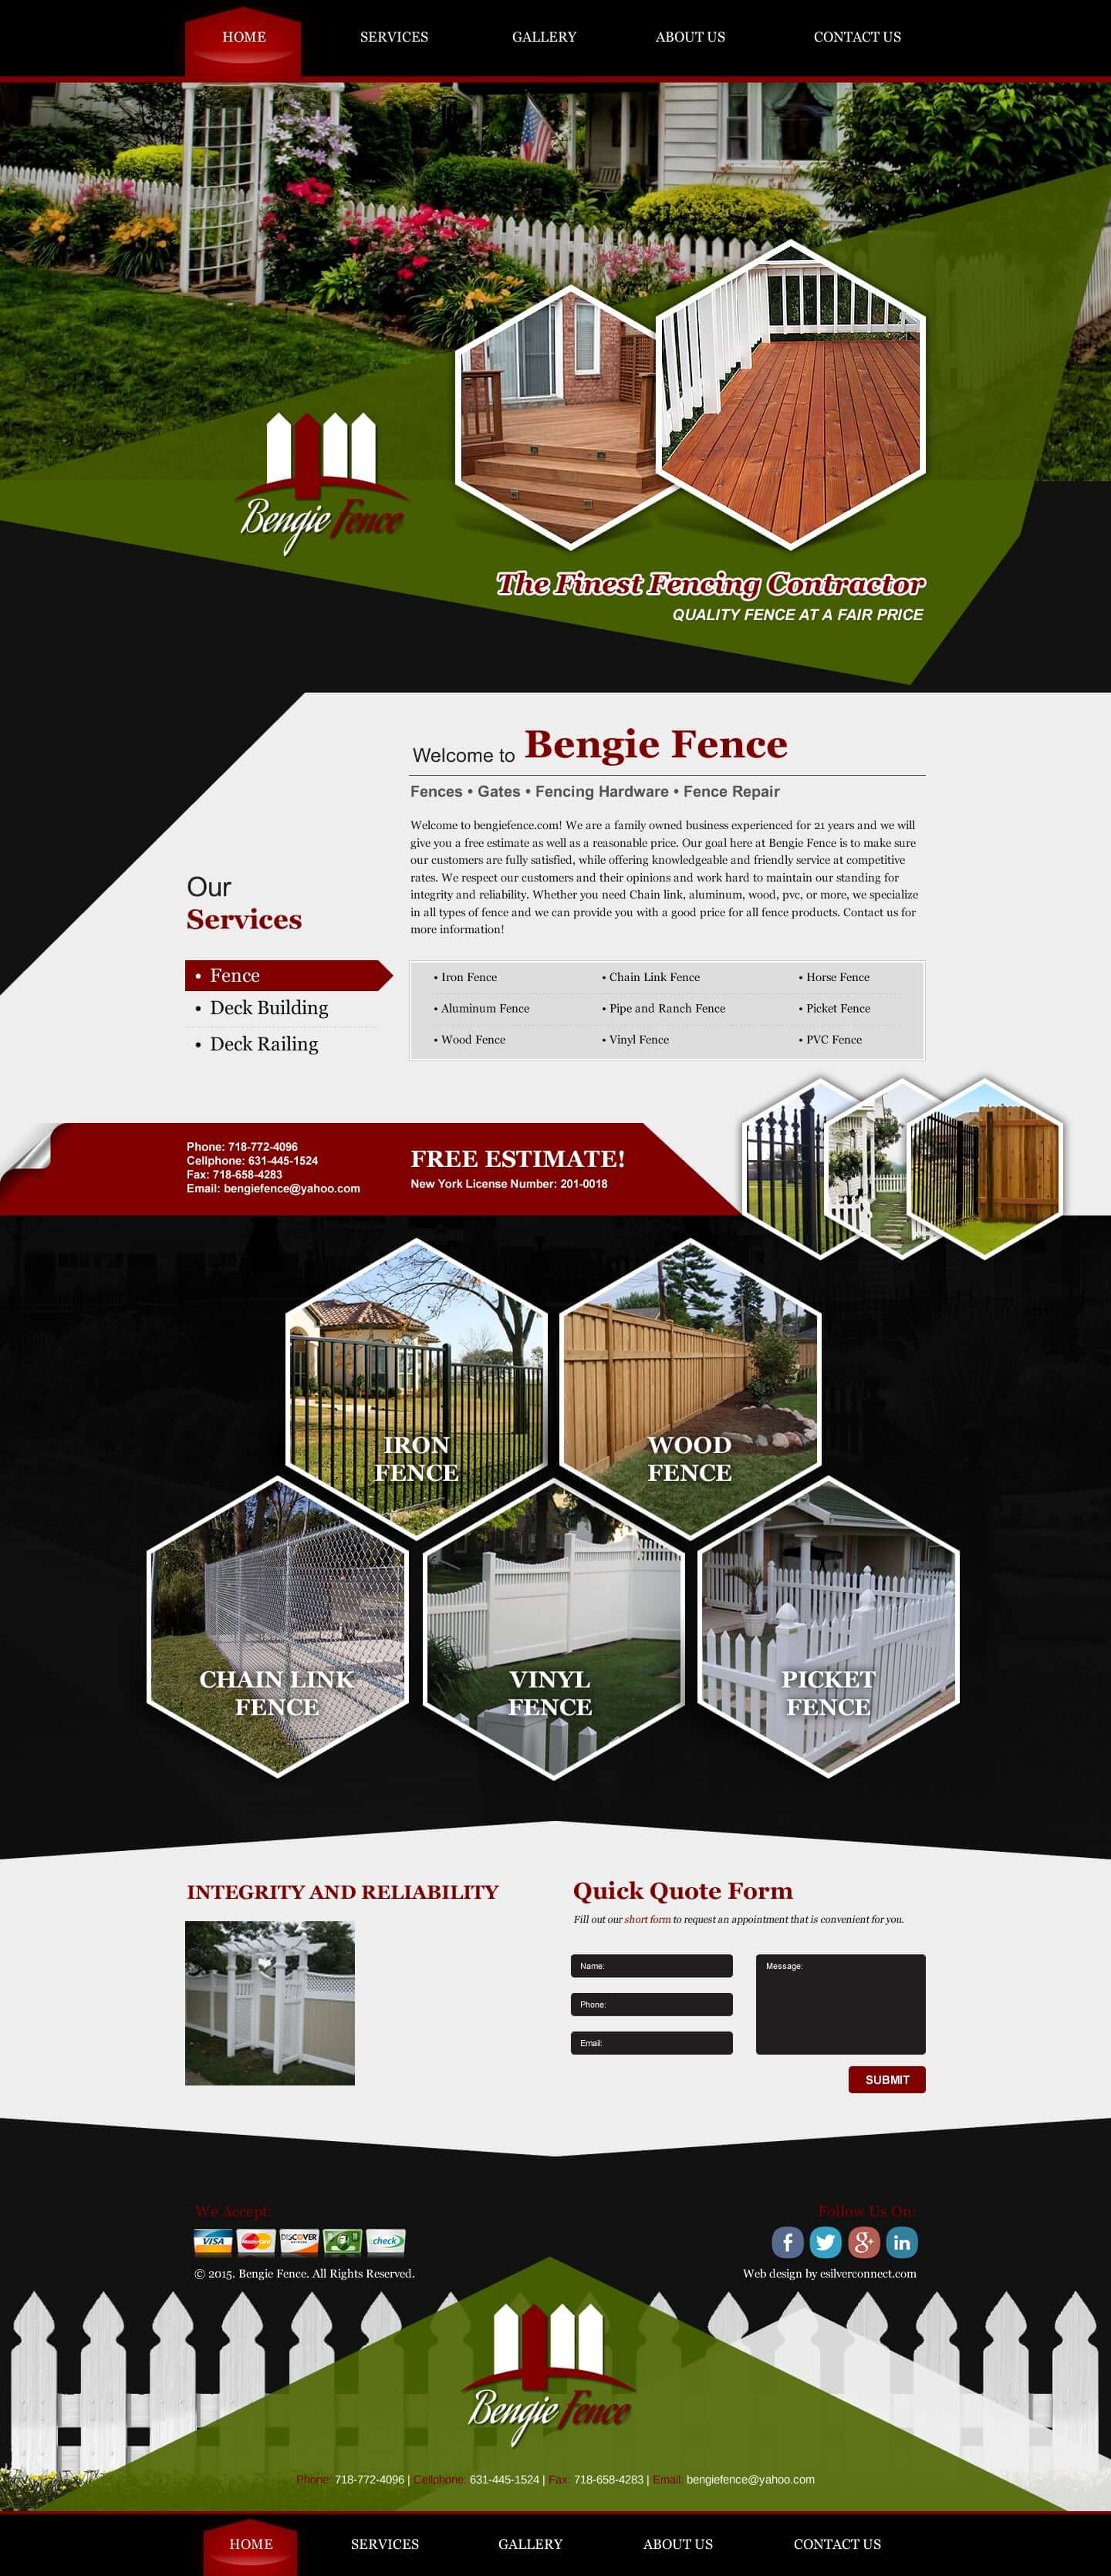 HOME SERVICES GALLERY ABOUT US CONTACT US
Bengie Fence
The Finest Fencing Contractor
QUALITY FENCE AT A FAIR PRICE
Welcome to Bengie Fence
Fences • Gates • Fencing Hardware • Fence Repair
Welcome to bengiefence.com! We are a family owned business experienced for 21 years and we will
give you a free estimate as well as a reasonable price. Our goal here at Bengie Fence is to make sure
our customers are fully satisfied, while offering knowledgeable and friendly service at competitive
rates. We respect our customers and their opinions and work hard to maintain our standing for
integrity and reliability. Whether you need Chain link, aluminum, wood, pvc, or more, we specialize
in all types of fence and we can provide you with a good price for all fence products. Contact us for
more information!
Our
Services
• Fence
• Deck Building
• Deck Railing
• Iron Fence • Chain Link Fence • Horse Fence
• Aluminum Fence • Pipe and Ranch Fence • Picket Fence
• Wood Fence • Vinyl Fence • PVC Fence
Phone: 718-772-4096
Cellphone: 631-445-1524
Fax: 718-658-4283
Email: bengiefence@yahoo.com
FREE ESTIMATE!
New York License Number: 201-0018
IRON
FENCE
WOOD
FENCE
CHAIN LINK
FENCE
VINYL
FENCE
PICKET
FENCE
INTEGRITY AND RELIABILITY
Quick Quote Form
Fill out our short form to request an appointment that is convenient for you.
Name:
Phone:
Email:
Message:
SUBMIT
We Accept:
VISA MasterCard DISCOVER check
© 2015. Bengie Fence. All Rights Reserved.
Follow Us On:
f g+ in
Web design by esilverconnect.com
Bengie Fence
Phone: 718-772-4096 | Cellphone: 631-445-1524 | Fax: 718-658-4283 | Email: bengiefence@yahoo.com
HOME SERVICES GALLERY ABOUT US CONTACT US